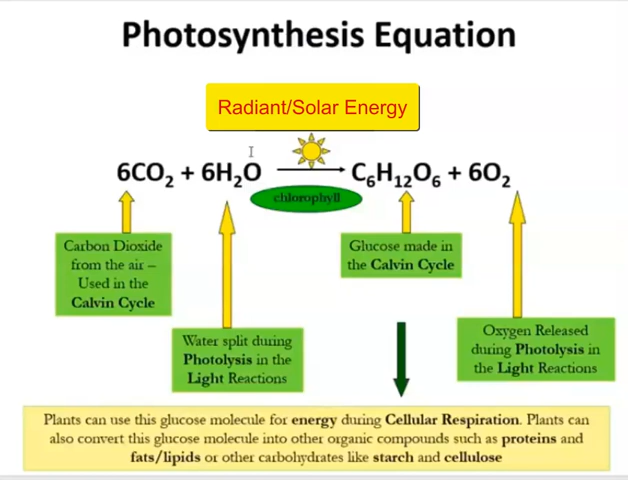 Photosynthesis Equation
Radiant/Solar Energy
6CO₂ + 6H₂O
C₆H₁₂O₆ + 6O₂
chlorophyll
Carbon Dioxide
from the air –
Used in the
Calvin Cycle
Glucose made in
the Calvin Cycle
Water split during
Photolysis in the
Light Reactions
Oxygen Released
during Photolysis in
the Light Reactions
Plants can use this glucose molecule for energy during Cellular Respiration. Plants can
also convert this glucose molecule into other organic compounds such as proteins and
fats/lipids or other carbohydrates like starch and cellulose